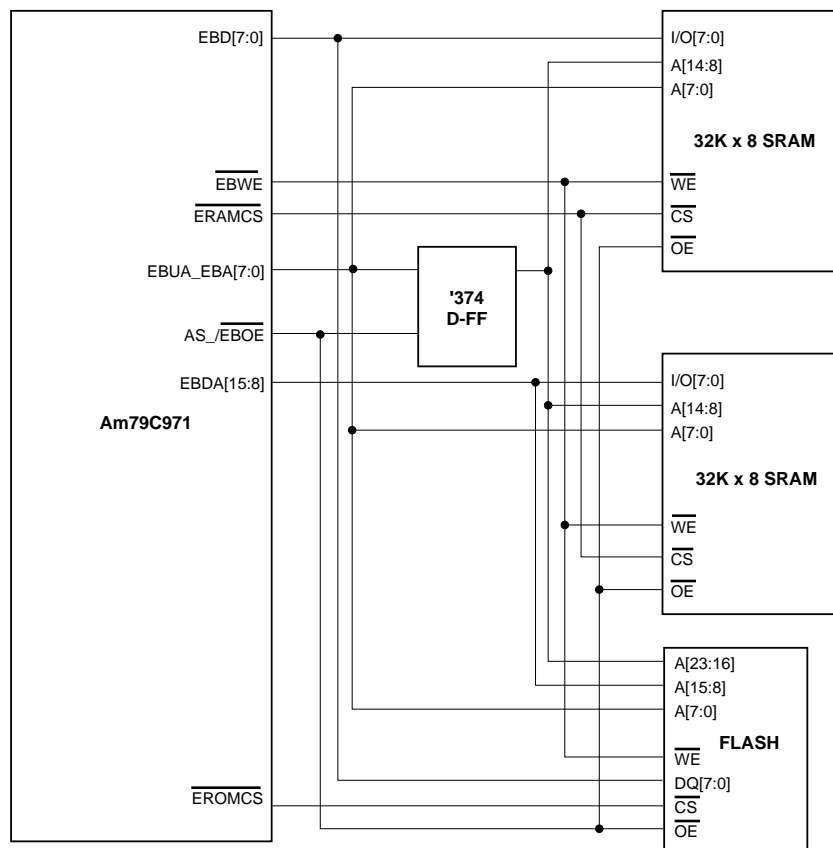 EBD[7:0]
EBWE
ERAMCS
EBUA_EBA[7:0]
AS_/EBOE
EBDA[15:8]
Am79C971
EROMCS
'374
D-FF
I/O[7:0]
A[14:8]
A[7:0]
32K x 8 SRAM
WE
CS
OE
I/O[7:0]
A[14:8]
A[7:0]
32K x 8 SRAM
WE
CS
OE
A[23:16]
A[15:8]
A[7:0]
FLASH
WE
DQ[7:0]
CS
OE